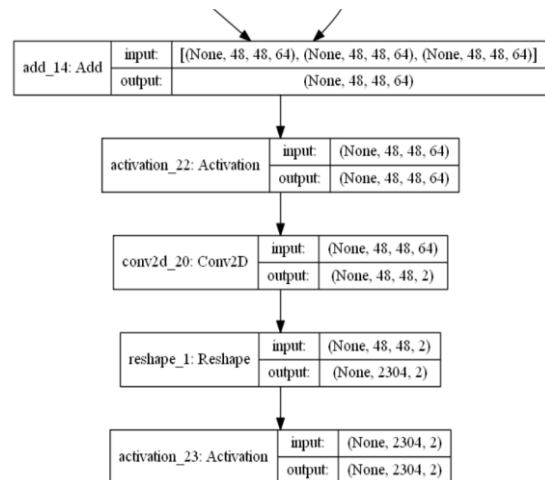 add_14: Add
input: [(None, 48, 48, 64), (None, 48, 48, 64), (None, 48, 48, 64)]
output: (None, 48, 48, 64)
activation_22: Activation
input: (None, 48, 48, 64)
output: (None, 48, 48, 64)
conv2d_20: Conv2D
input: (None, 48, 48, 64)
output: (None, 48, 48, 2)
reshape_1: Reshape
input: (None, 48, 48, 2)
output: (None, 2304, 2)
activation_23: Activation
input: (None, 2304, 2)
output: (None, 2304, 2)